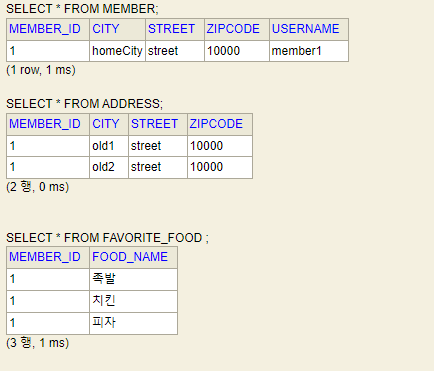 SELECT * FROM MEMBER;
MEMBER_ID CITY STREET ZIPCODE USERNAME
1 homeCity street 10000 member1
(1 row, 1 ms)
SELECT * FROM ADDRESS;
MEMBER_ID CITY STREET ZIPCODE
1 old1 street 10000
1 old2 street 10000
(2 행, 0 ms)
SELECT * FROM FAVORITE_FOOD ;
MEMBER_ID FOOD_NAME
1 족발
1 치킨
1 피자
(3 행, 1 ms)